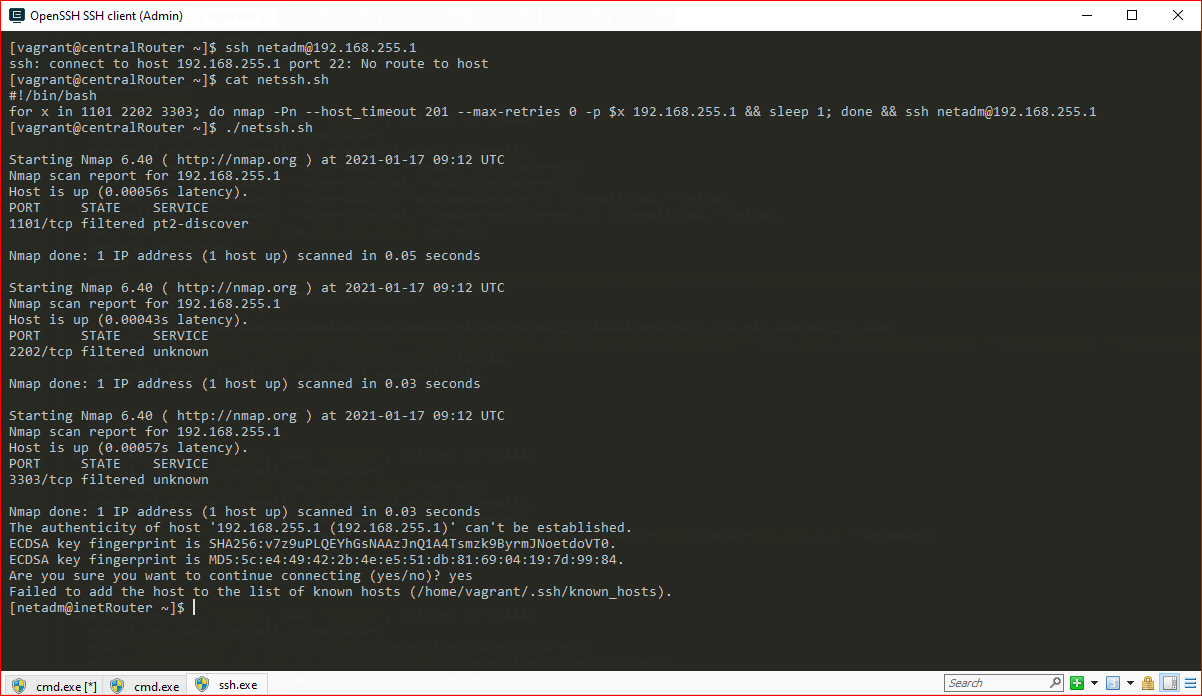 OpenSSH SSH client (Admin)
[vagrant@centralRouter ~]$ ssh netadm@192.168.255.1
ssh: connect to host 192.168.255.1 port 22: No route to host
[vagrant@centralRouter ~]$ cat netssh.sh
#!/bin/bash
for x in 1101 2202 3303; do nmap -Pn --host_timeout 201 --max-retries 0 -p $x 192.168.255.1 && sleep 1; done && ssh netadm@192.168.255.1
[vagrant@centralRouter ~]$ ./netssh.sh
Starting Nmap 6.40 ( http://nmap.org ) at 2021-01-17 09:12 UTC
Nmap scan report for 192.168.255.1
Host is up (0.00056s latency).
PORT     STATE    SERVICE
1101/tcp filtered pt2-discover
Nmap done: 1 IP address (1 host up) scanned in 0.05 seconds
Starting Nmap 6.40 ( http://nmap.org ) at 2021-01-17 09:12 UTC
Nmap scan report for 192.168.255.1
Host is up (0.00043s latency).
PORT     STATE    SERVICE
2202/tcp filtered unknown
Nmap done: 1 IP address (1 host up) scanned in 0.03 seconds
Starting Nmap 6.40 ( http://nmap.org ) at 2021-01-17 09:12 UTC
Nmap scan report for 192.168.255.1
Host is up (0.00057s latency).
PORT     STATE    SERVICE
3303/tcp filtered unknown
Nmap done: 1 IP address (1 host up) scanned in 0.03 seconds
The authenticity of host '192.168.255.1 (192.168.255.1)' can't be established.
ECDSA key fingerprint is SHA256:v7z9uPLQEYhGsNAAzJnQ1A4Tsmzk9ByrmJNoetdoVT0.
ECDSA key fingerprint is MD5:5c:e4:49:42:2b:4e:e5:51:db:81:69:04:19:7d:99:84.
Are you sure you want to continue connecting (yes/no)? yes
Failed to add the host to the list of known hosts (/home/vagrant/.ssh/known_hosts).
[netadm@inetRouter ~]$
cmd.exe [*] cmd.exe ssh.exe Search